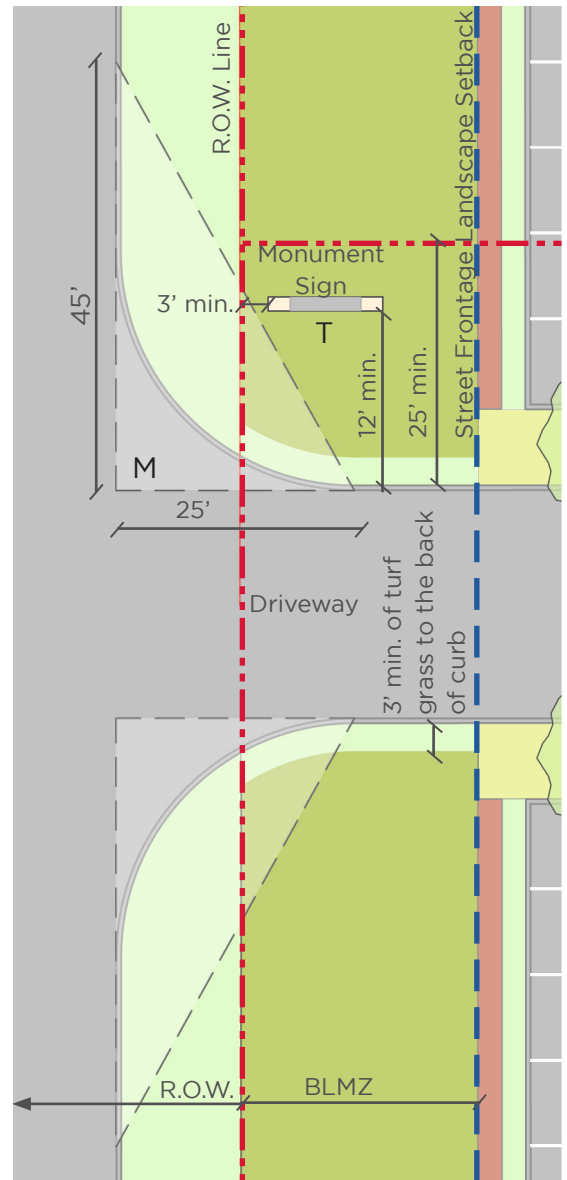 R.O.W. Line
Street Frontage Landscape Setback
Monument
Sign
3’ min.
T
45’
12’ min.
25’ min.
M
25’
Driveway
3’ min. of turf
grass to the back
of curb
R.O.W.
BLMZ